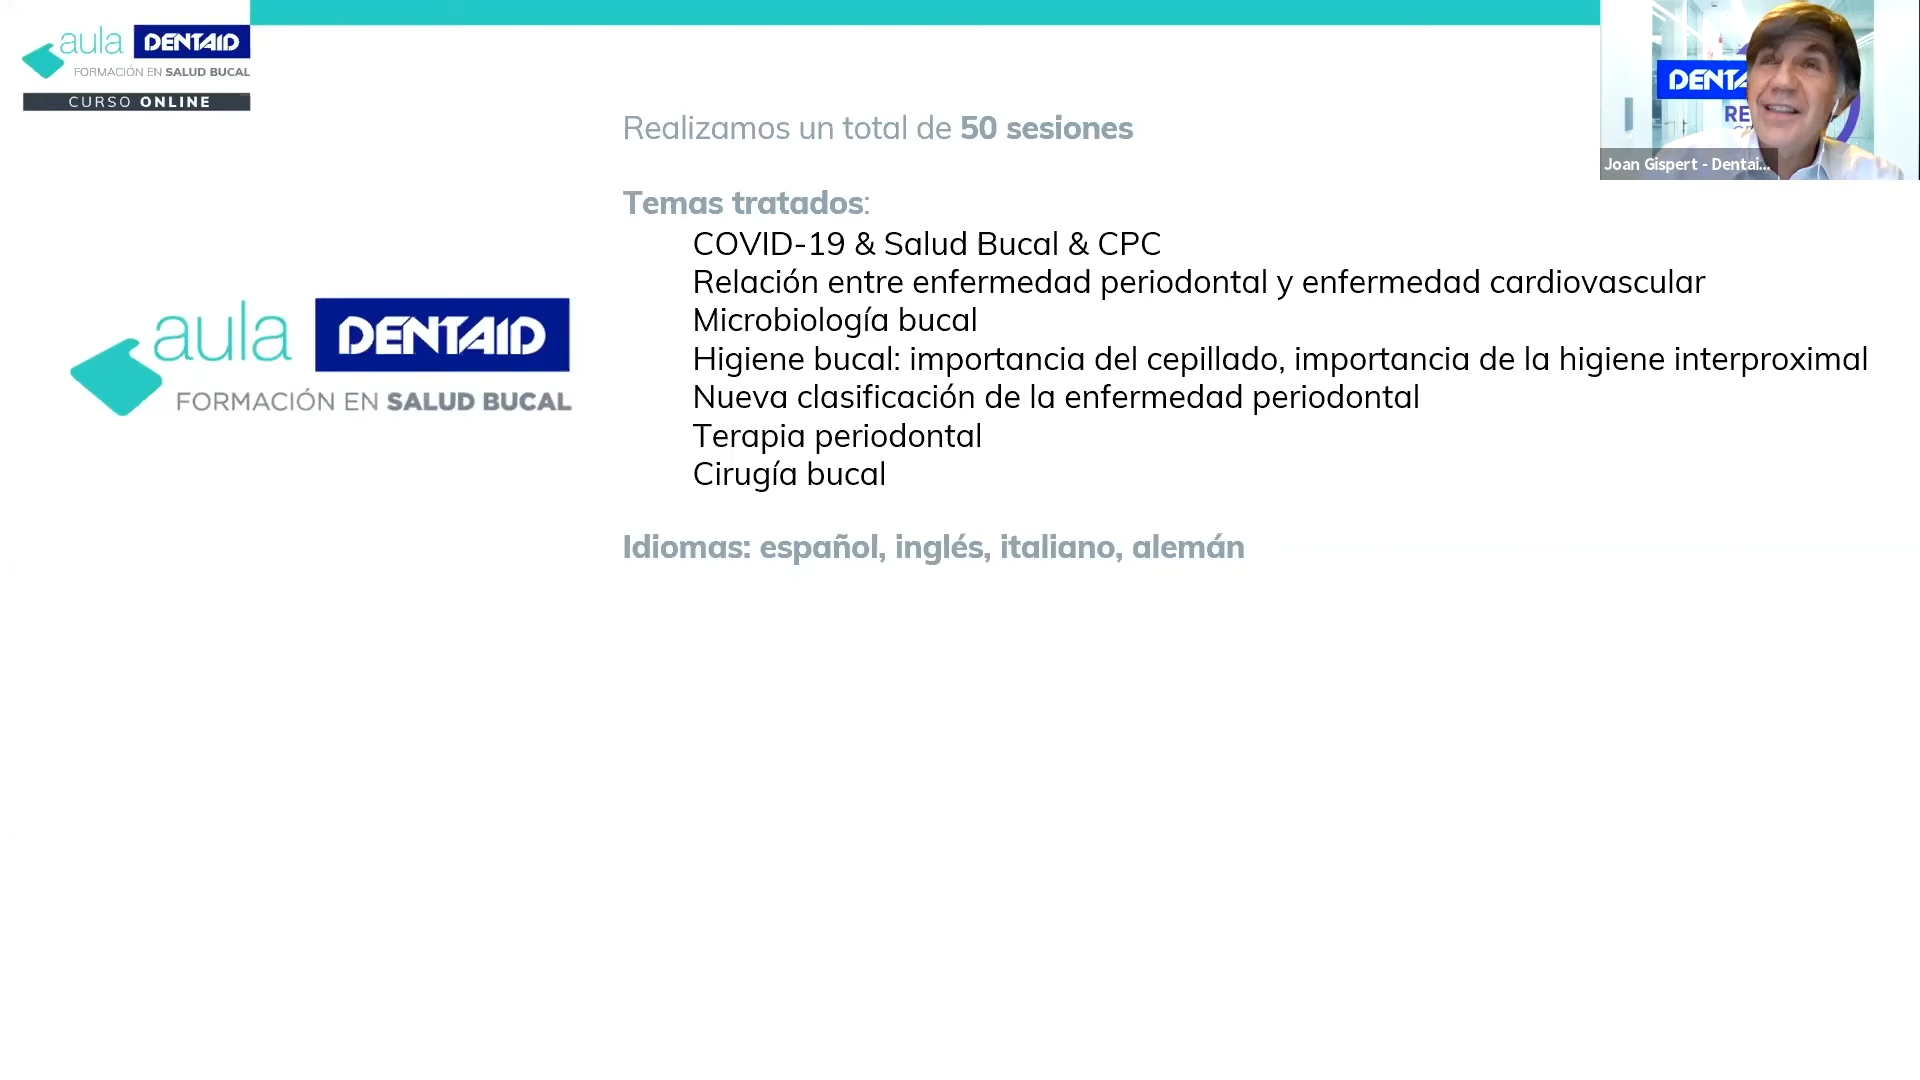 aula DENTAID
FORMACIÓN EN SALUD BUCAL
CURSO ONLINE
DENTA
RE
Joan Gispert - Dentai...
Realizamos un total de 50 sesiones
Temas tratados:
COVID-19 & Salud Bucal & CPC
Relación entre enfermedad periodontal y enfermedad cardiovascular
Microbiología bucal
Higiene bucal: importancia del cepillado, importancia de la higiene interproximal
Nueva clasificación de la enfermedad periodontal
Terapia periodontal
Cirugía bucal
aula DENTAID
FORMACIÓN EN SALUD BUCAL
Idiomas: español, inglés, italiano, alemán